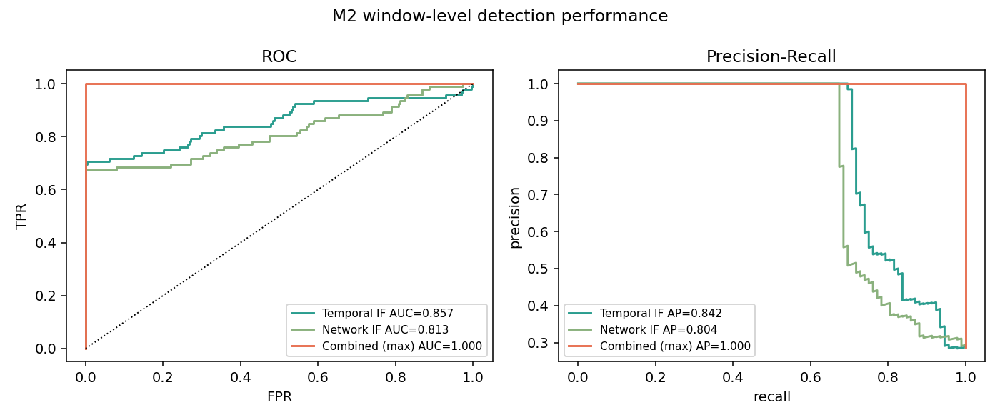 M2 window-level detection performance
ROC
TPR
1.0
0.8
0.6
0.4
0.2
0.0
Temporal IF AUC=0.857
Network IF AUC=0.813
Combined (max) AUC=1.000
0.0 0.2 0.4 0.6 0.8 1.0
FPR
Precision-Recall
precision
1.0
0.9
0.8
0.7
0.6
0.5
0.4
0.3
Temporal IF AP=0.842
Network IF AP=0.804
Combined (max) AP=1.000
0.0 0.2 0.4 0.6 0.8 1.0
recall